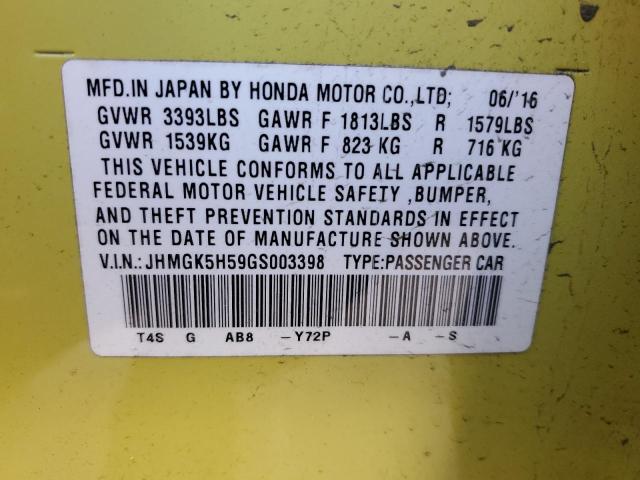 MFD. IN JAPAN BY HONDA MOTOR CO., LTD; 06/'16
GVWR 3393LBS GAWR F 1813LBS R 1579LBS
GVWR 1539KG GAWR F 823 KG R 716 KG
THIS VEHICLE CONFORMS TO ALL APPLICABLE
FEDERAL MOTOR VEHICLE SAFETY , BUMPER,
AND THEFT PREVENTION STANDARDS IN EFFECT
ON THE DATE OF MANUFACTURE SHOWN ABOVE.
V.I.N.: JHMGK5H59GS003398 TYPE:PASSENGER CAR
T4S G AB8 -Y72P -A -S